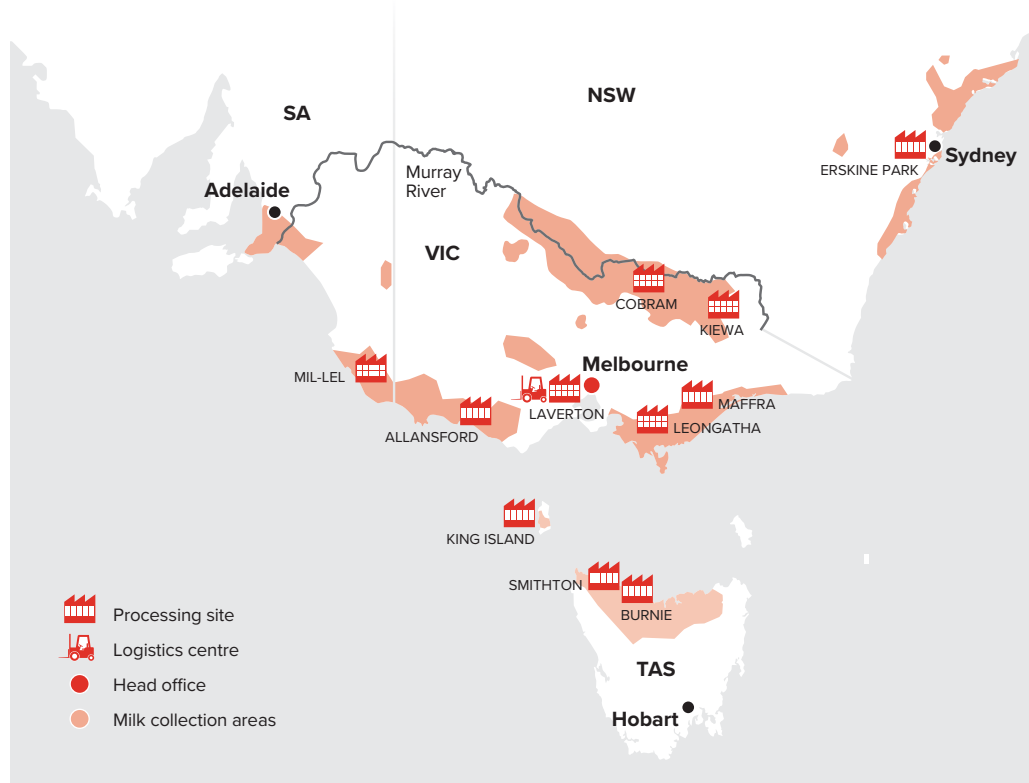 NSW
SA
Sydney
ERSKINE PARK
Murray
River
Adelaide
VIC
COBRAM
KIEWA
Melbourne
MIL-LEL
LAVERTON
MAFFRA
ALLANSFORD
LEONGATHA
KING ISLAND
SMITHTON
BURNIE
TAS
Hobart
Processing site
Logistics centre
Head office
Milk collection areas